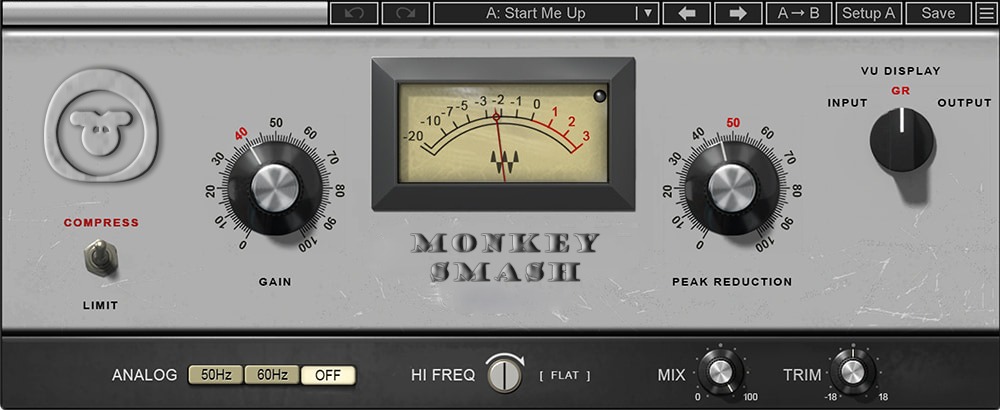 A: Start Me Up
A→B
Setup A
Save
VU DISPLAY
GR
INPUT
OUTPUT
-20 -10 -7 -5 -3 -2 -1 0 1 2 3
0 10 20 30 40 50 60 70 80 90 100
GAIN
0 10 20 30 40 50 60 70 80 90 100
PEAK REDUCTION
COMPRESS
LIMIT
MONKEY
SMASH
ANALOG 50Hz 60Hz OFF
HI FREQ [ FLAT ]
MIX
0 100
TRIM
-18 18